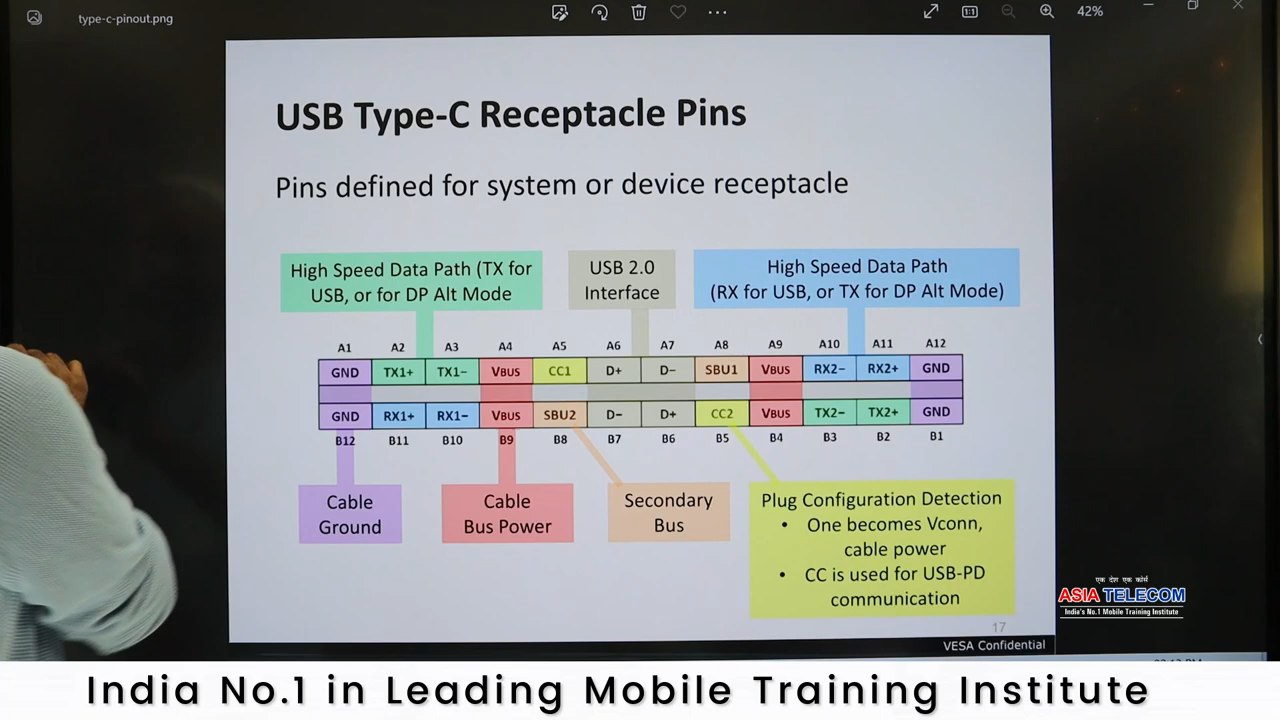 type-c-pinout.png
42%
USB Type-C Receptacle Pins
Pins defined for system or device receptacle
High Speed Data Path (TX for
USB, or for DP Alt Mode
USB 2.0
Interface
High Speed Data Path
(RX for USB, or TX for DP Alt Mode)
A1 A2 A3 A4 A5 A6 A7 A8 A9 A10 A11 A12
GND TX1+ TX1− VBUS CC1 D+ D− SBU1 VBUS RX2− RX2+ GND
GND RX1+ RX1− VBUS SBU2 D− D+ CC2 VBUS TX2− TX2+ GND
B12 B11 B10 B9 B8 B7 B6 B5 B4 B3 B2 B1
Cable
Ground
Cable
Bus Power
Secondary
Bus
Plug Configuration Detection
• One becomes Vconn,
cable power
• CC is used for USB-PD
communication
17
VESA Confidential
एक देश एक कोर्स
ASIA TELECOM
India's No.1 Mobile Training Institute
India No.1 in Leading Mobile Training Institute